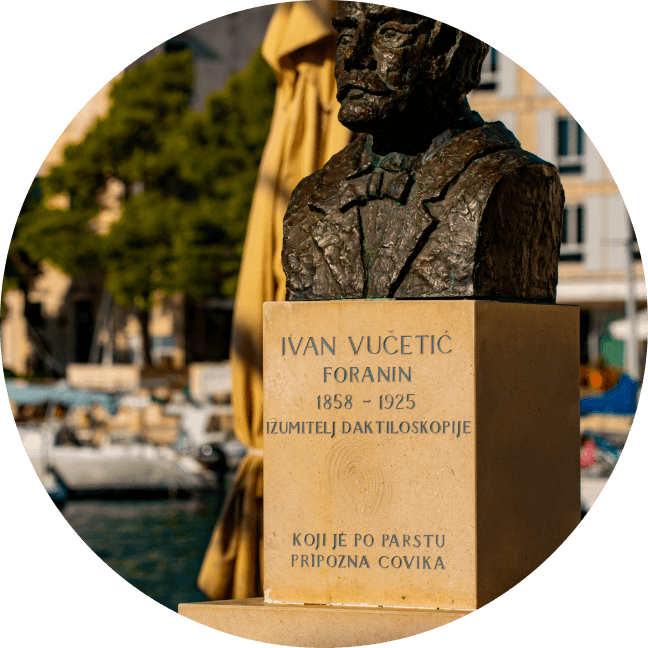 IVAN VUČETIĆ
FORANIN
1858 - 1925
IZUMITELJ DAKTILOSKOPIJE
KOJI JE PO PARSTU
PRIPOZNA COVIKA